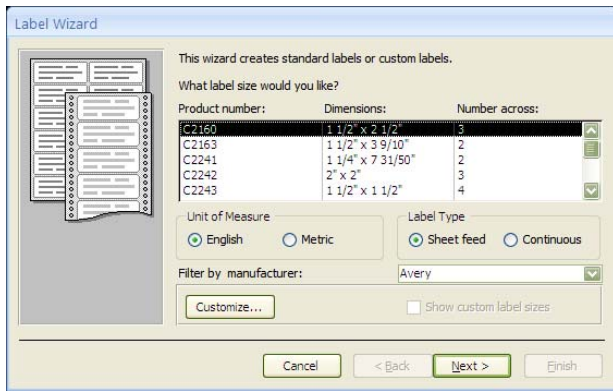 Label Wizard
This wizard creates standard labels or custom labels.
What label size would you like?
Product number: Dimensions: Number across:
C2160 1 1/2" x 2 1/2" 3
C2163 1 1/2" x 3 9/10" 2
C2241 1 1/4" x 7 31/50" 2
C2242 2" x 2" 3
C2243 1 1/2" x 1 1/2" 4
Unit of Measure Label Type
English Metric Sheet feed Continuous
Filter by manufacturer: Avery
Customize... Show custom label sizes
Cancel < Back Next > Finish